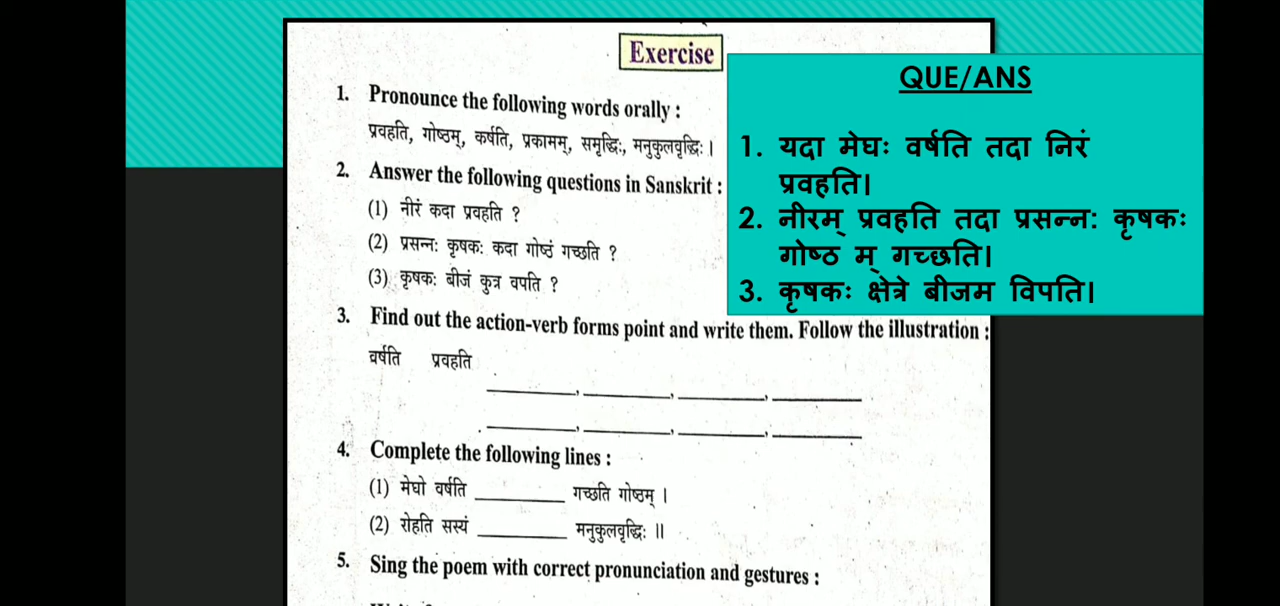 Exercise
1. Pronounce the following words orally :
प्रवहति, गोष्ठम्, कर्षति, प्रकामम्, समृद्धिः, मनुकुलवृद्धिः ।
2. Answer the following questions in Sanskrit :
(1) नीरं कदा प्रवहति ?
(2) प्रसन्नः कृषकः कदा गोष्ठं गच्छति ?
(3) कृषकः बीजं कुत्र वपति ?
3. Find out the action-verb forms point and write them. Follow the illustration :
वर्षति प्रवहति
4. Complete the following lines :
(1) मेघो वर्षति __________ गच्छति गोष्ठम् ।
(2) रोहति सस्यं __________ मनुकुलवृद्धिः ॥
5. Sing the poem with correct pronunciation and gestures :
QUE/ANS
1. यदा मेघः वर्षति तदा निरं
प्रवहति।
2. नीरम् प्रवहति तदा प्रसन्न: कृषकः
गोष्ठ म् गच्छति।
3. कृषकः क्षेत्रे बीजम विपति।